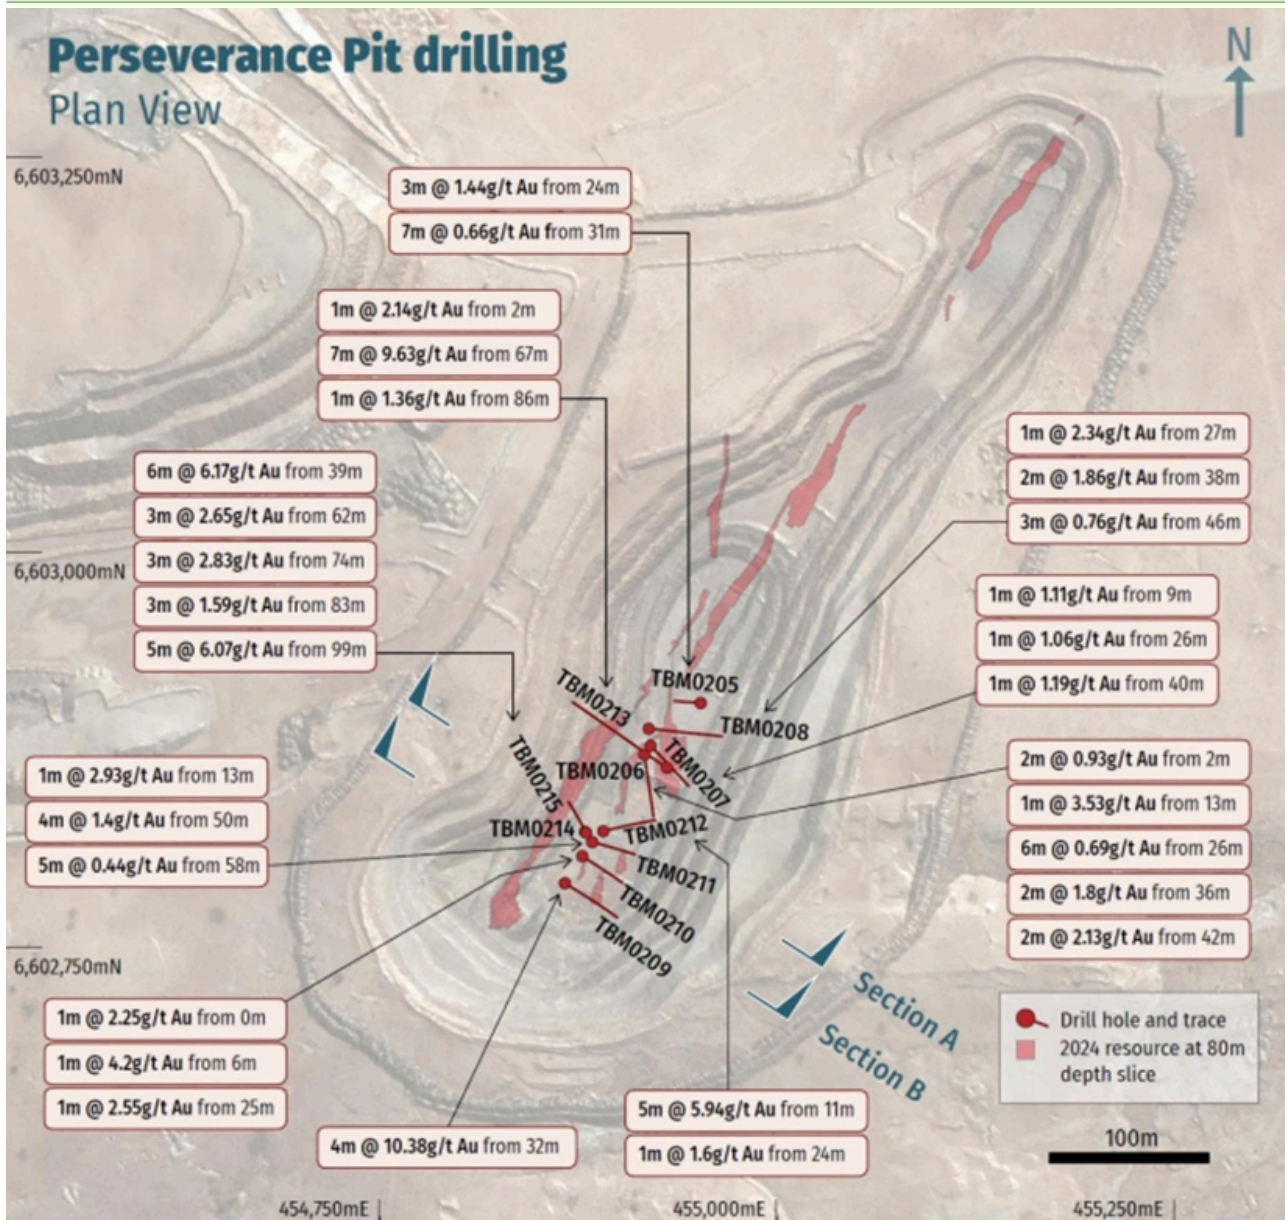 Perseverance Pit drilling
Plan View
N
6,603,250mN
3m @ 1.44g/t Au from 24m
7m @ 0.66g/t Au from 31m
1m @ 2.14g/t Au from 2m
7m @ 9.63g/t Au from 67m
1m @ 1.36g/t Au from 86m
6m @ 6.17g/t Au from 39m
3m @ 2.65g/t Au from 62m
3m @ 2.83g/t Au from 74m
3m @ 1.59g/t Au from 83m
5m @ 6.07g/t Au from 99m
6,603,000mN
1m @ 2.34g/t Au from 27m
2m @ 1.86g/t Au from 38m
3m @ 0.76g/t Au from 46m
1m @ 1.11g/t Au from 9m
1m @ 1.06g/t Au from 26m
1m @ 1.19g/t Au from 40m
TBM0205
TBM0213
TBM0208
TBM0206
TBM0207
TBM0215
TBM0214
TBM0212
TBM0211
TBM0210
TBM0209
1m @ 2.93g/t Au from 13m
4m @ 1.4g/t Au from 50m
5m @ 0.44g/t Au from 58m
2m @ 0.93g/t Au from 2m
1m @ 3.53g/t Au from 13m
6m @ 0.69g/t Au from 26m
2m @ 1.8g/t Au from 36m
2m @ 2.13g/t Au from 42m
6,602,750mN
Section A
Section B
1m @ 2.25g/t Au from 0m
1m @ 4.2g/t Au from 6m
1m @ 2.55g/t Au from 25m
4m @ 10.38g/t Au from 32m
5m @ 5.94g/t Au from 11m
1m @ 1.6g/t Au from 24m
Drill hole and trace
2024 resource at 80m
depth slice
100m
454,750mE
455,000mE
455,250mE